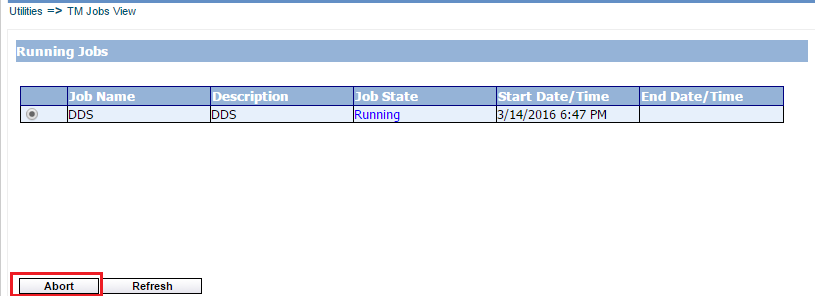 Utilities => TM Jobs View
Running Jobs
Job Name Description Job State Start Date/Time End Date/Time
DDS DDS Running 3/14/2016 6:47 PM
Abort Refresh